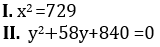 I. x²=729
II. y²+58y+840 =0